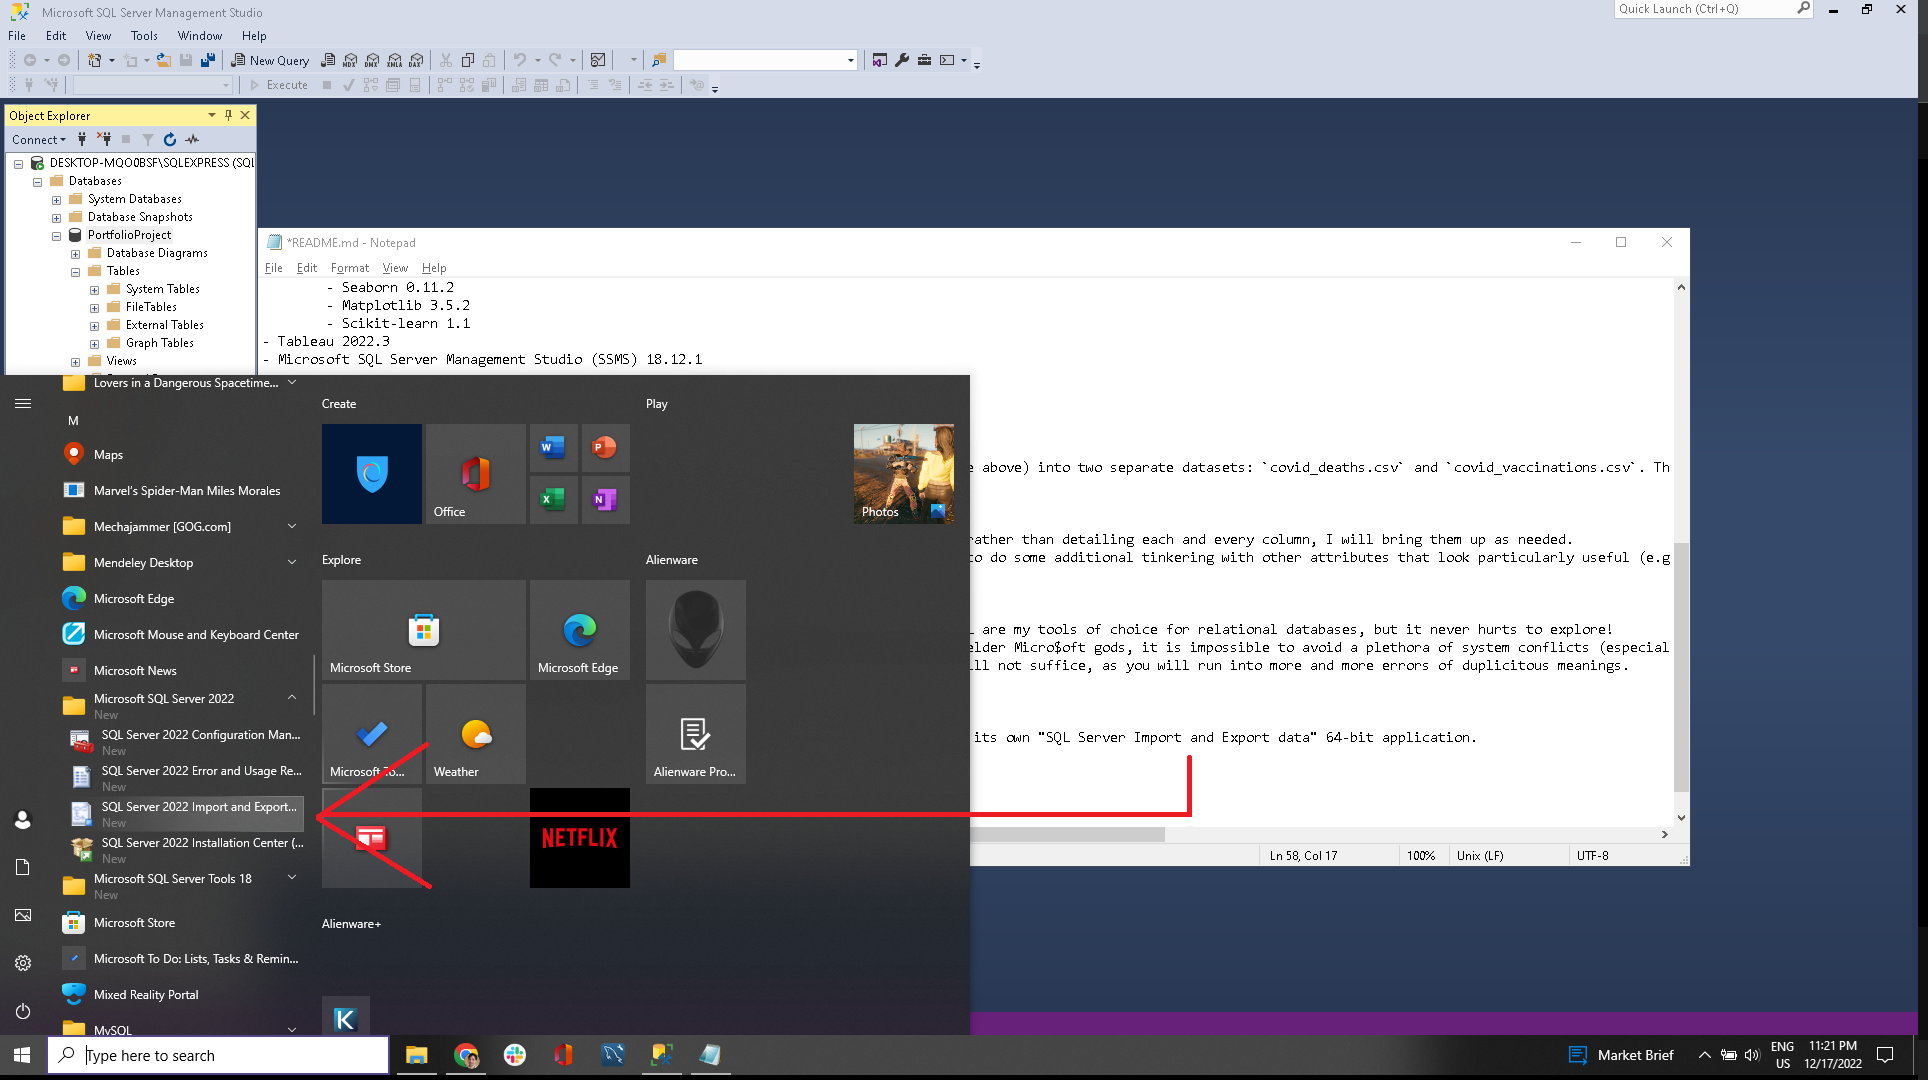 Microsoft SQL Server Management Studio
Quick Launch (Ctrl+Q)
File Edit View Tools Window Help
New Query MDX DMX XMLA DAX
Execute
Object Explorer
Connect
DESKTOP-MQO0BSF\SQLEXPRESS (SQL
Databases
System Databases
Database Snapshots
PortfolioProject
Database Diagrams
Tables
System Tables
FileTables
External Tables
Graph Tables
Views
*README.md - Notepad
File Edit Format View Help
- Seaborn 0.11.2
- Matplotlib 3.5.2
- Scikit-learn 1.1
- Tableau 2022.3
- Microsoft SQL Server Management Studio (SSMS) 18.12.1
e above) into two separate datasets: `covid_deaths.csv` and `covid_vaccinations.csv`. Th
rather than detailing each and every column, I will bring them up as needed.
to do some additional tinkering with other attributes that look particularly useful (e.g
L are my tools of choice for relational databases, but it never hurts to explore!
elder Micro$oft gods, it is impossible to avoid a plethora of system conflicts (especial
ll not suffice, as you will run into more and more errors of duplicitous meanings.
its own "SQL Server Import and Export data" 64-bit application.
Ln 58, Col 17 100% Unix (LF) UTF-8
Lovers in a Dangerous Spacetime...
M
Maps
Marvel's Spider-Man Miles Morales
Mechajammer [GOG.com]
Mendeley Desktop
Microsoft Edge
Microsoft Mouse and Keyboard Center
Microsoft News
Microsoft SQL Server 2022
New
SQL Server 2022 Configuration Man...
New
SQL Server 2022 Error and Usage Re...
New
SQL Server 2022 Import and Export...
New
SQL Server 2022 Installation Center (...
New
Microsoft SQL Server Tools 18
New
Microsoft Store
Microsoft To Do: Lists, Tasks & Remin...
Mixed Reality Portal
MySQL
Create
Office
W
P
X
N
Play
Photos
Explore
Microsoft Store
Microsoft Edge
Microsoft To...
Weather
NETFLIX
Alienware
Alienware Pro...
Alienware+
K
Type here to search
Market Brief
ENG
US
11:21 PM
12/17/2022